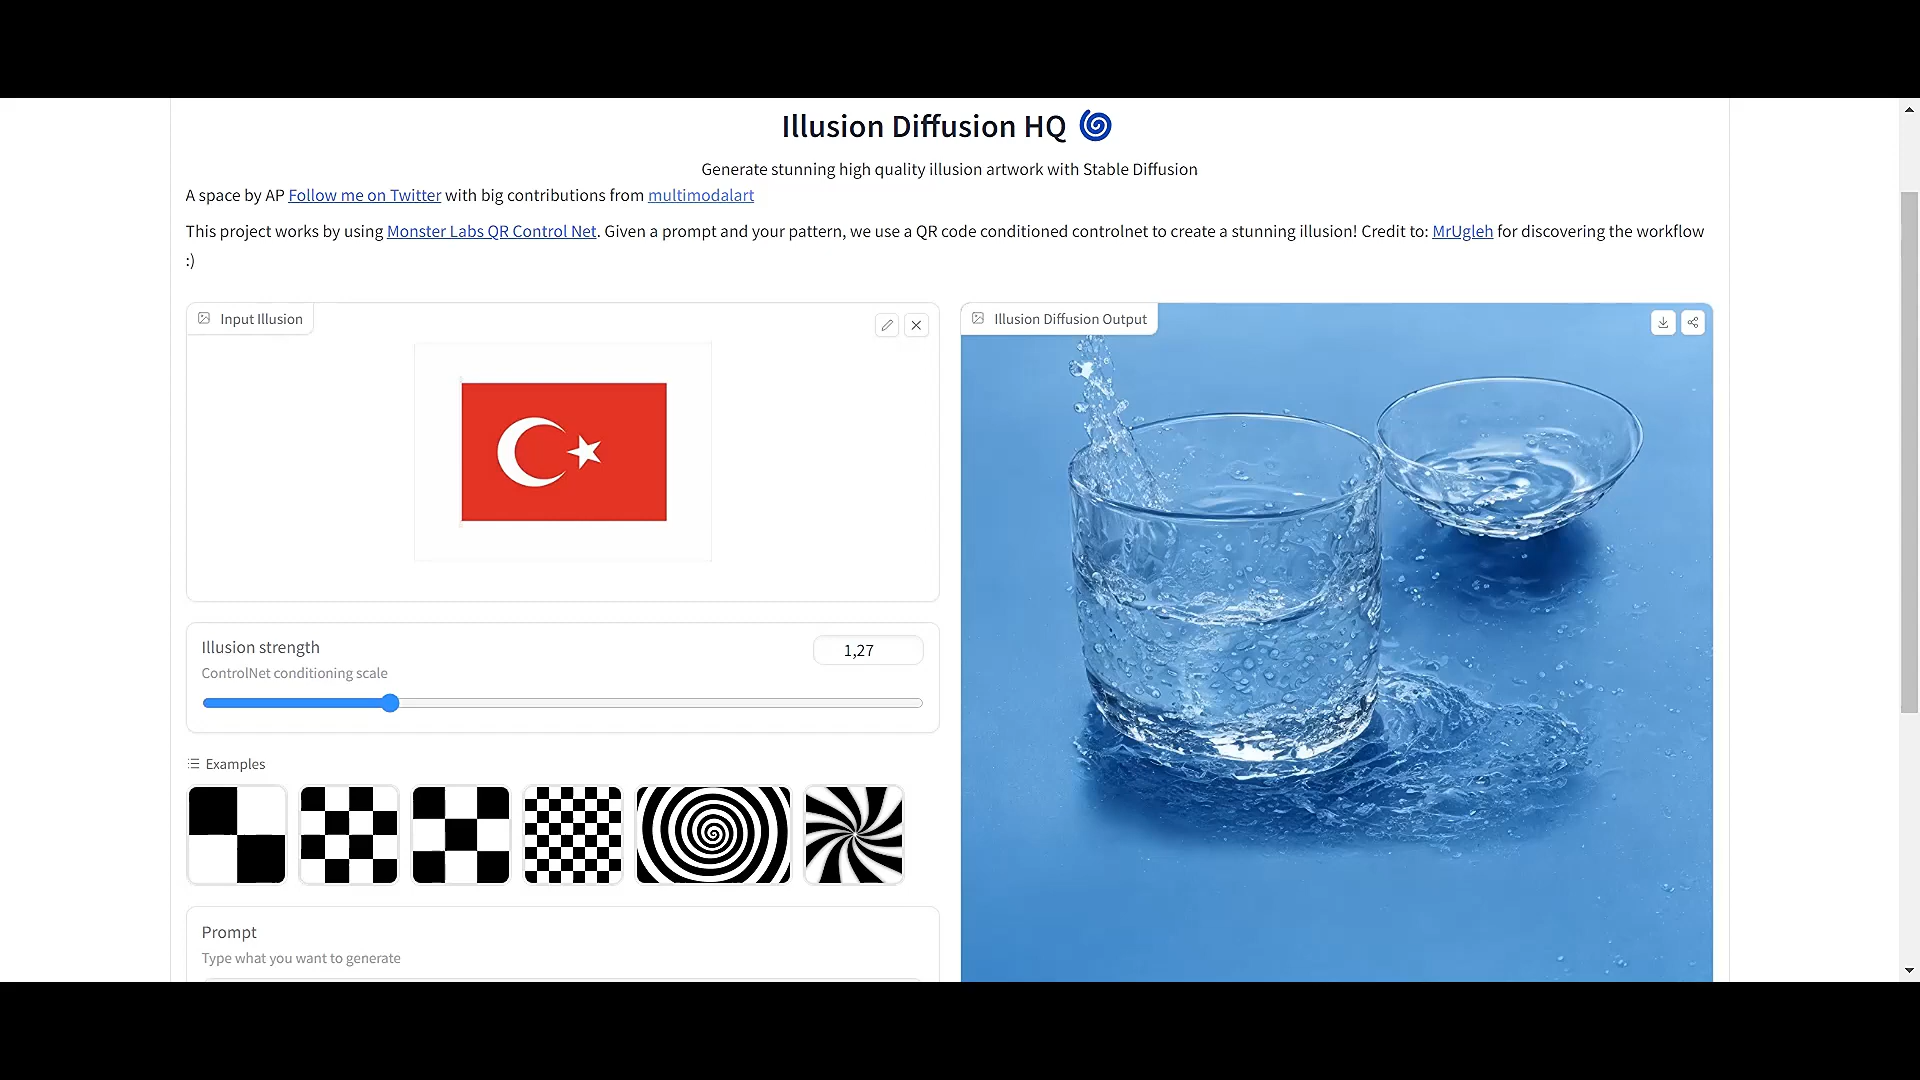 Illusion Diffusion HQ 🌀
Generate stunning high quality illusion artwork with Stable Diffusion
A space by AP Follow me on Twitter with big contributions from multimodalart
This project works by using Monster Labs QR Control Net. Given a prompt and your pattern, we use a QR code conditioned controlnet to create a stunning illusion! Credit to: MrUgleh for discovering the workflow
:)
Input Illusion
Illusion Diffusion Output
Illusion strength
1,27
ControlNet conditioning scale
Examples
Prompt
Type what you want to generate